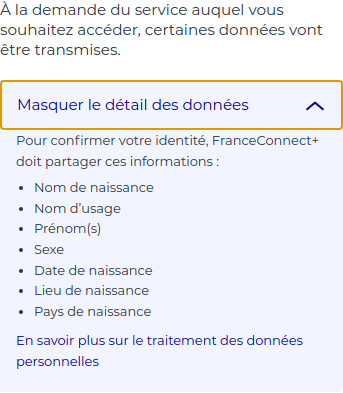 À la demande du service auquel vous
souhaitez accéder, certaines données vont
être transmises.
Masquer le détail des données
Pour confirmer votre identité, FranceConnect+
doit partager ces informations :
• Nom de naissance
• Nom d’usage
• Prénom(s)
• Sexe
• Date de naissance
• Lieu de naissance
• Pays de naissance
En savoir plus sur le traitement des données
personnelles